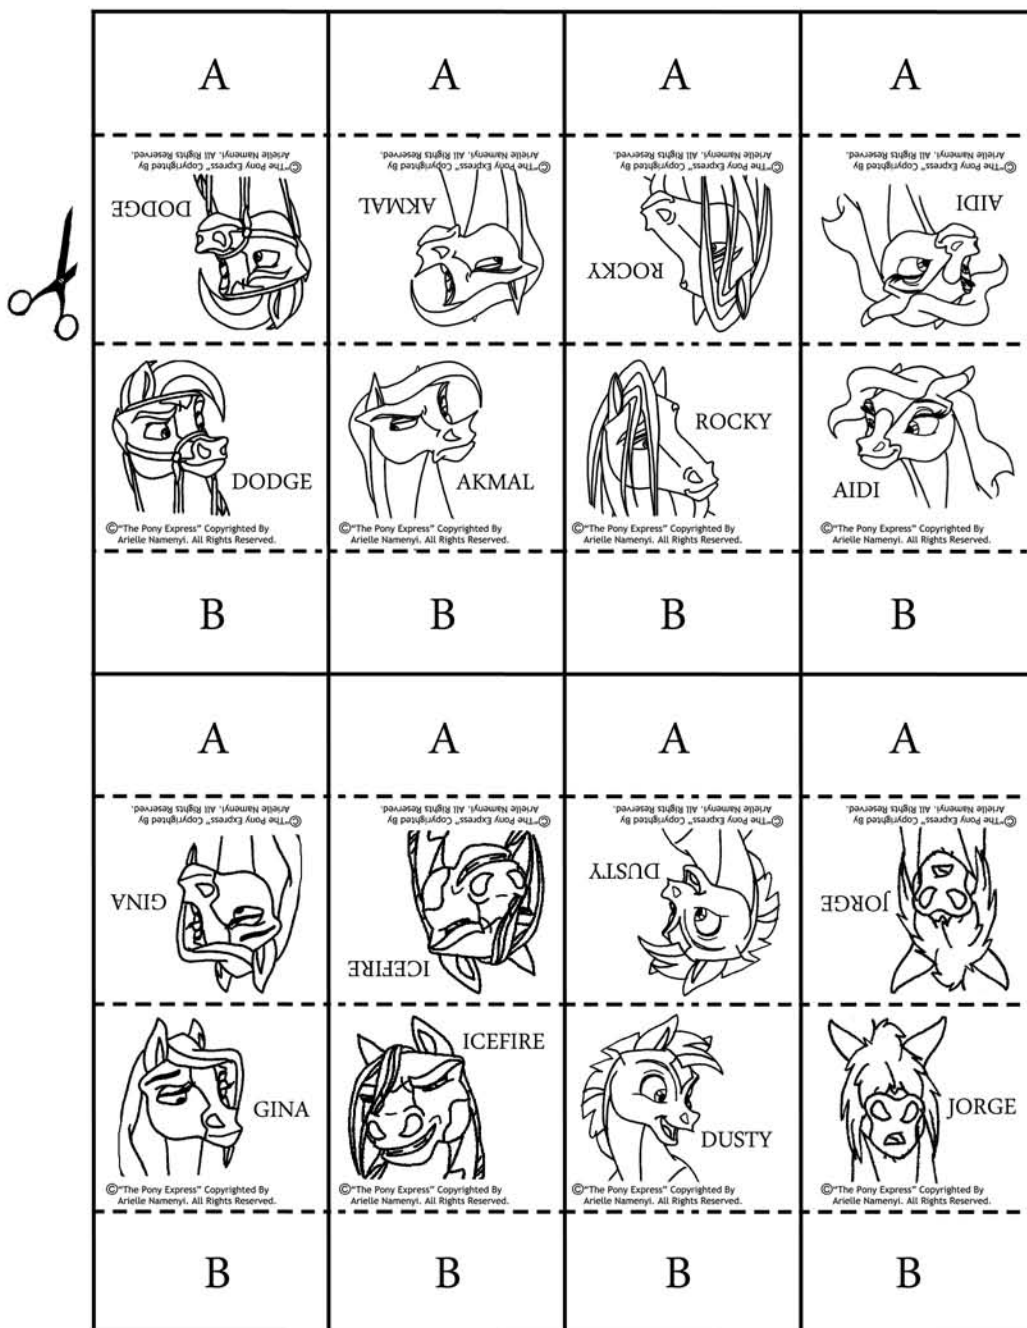 A A A A
©"The Pony Express" Copyrighted By
Arielle Namenyi. All Rights Reserved.
DODGE
©"The Pony Express" Copyrighted By
Arielle Namenyi. All Rights Reserved.
AKMAL
©"The Pony Express" Copyrighted By
Arielle Namenyi. All Rights Reserved.
ROCKY
©"The Pony Express" Copyrighted By
Arielle Namenyi. All Rights Reserved.
AIDI
DODGE
©"The Pony Express" Copyrighted By
Arielle Namenyi. All Rights Reserved.
AKMAL
©"The Pony Express" Copyrighted By
Arielle Namenyi. All Rights Reserved.
ROCKY
©"The Pony Express" Copyrighted By
Arielle Namenyi. All Rights Reserved.
AIDI
©"The Pony Express" Copyrighted By
Arielle Namenyi. All Rights Reserved.
B B B B
A A A A
©"The Pony Express" Copyrighted By
Arielle Namenyi. All Rights Reserved.
GINA
©"The Pony Express" Copyrighted By
Arielle Namenyi. All Rights Reserved.
ICEFIRE
©"The Pony Express" Copyrighted By
Arielle Namenyi. All Rights Reserved.
DUSTY
©"The Pony Express" Copyrighted By
Arielle Namenyi. All Rights Reserved.
JORGE
GINA
©"The Pony Express" Copyrighted By
Arielle Namenyi. All Rights Reserved.
ICEFIRE
©"The Pony Express" Copyrighted By
Arielle Namenyi. All Rights Reserved.
DUSTY
©"The Pony Express" Copyrighted By
Arielle Namenyi. All Rights Reserved.
JORGE
©"The Pony Express" Copyrighted By
Arielle Namenyi. All Rights Reserved.
B B B B